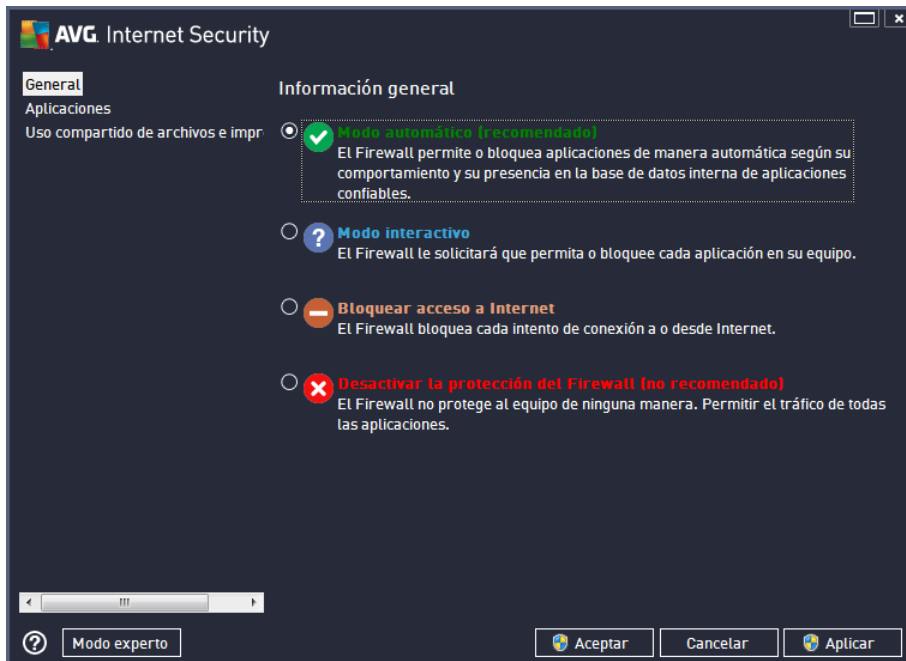 AVG. Internet Security
General
Aplicaciones
Uso compartido de archivos e impr
Información general
Modo automático (recomendado)
El Firewall permite o bloquea aplicaciones de manera automática según su
comportamiento y su presencia en la base de datos interna de aplicaciones
confiables.
Modo interactivo
El Firewall le solicitará que permita o bloquee cada aplicación en su equipo.
Bloquear acceso a Internet
El Firewall bloquea cada intento de conexión a o desde Internet.
Desactivar la protección del Firewall (no recomendado)
El Firewall no protege al equipo de ninguna manera. Permitir el tráfico de todas
las aplicaciones.
Modo experto
Aceptar
Cancelar
Aplicar